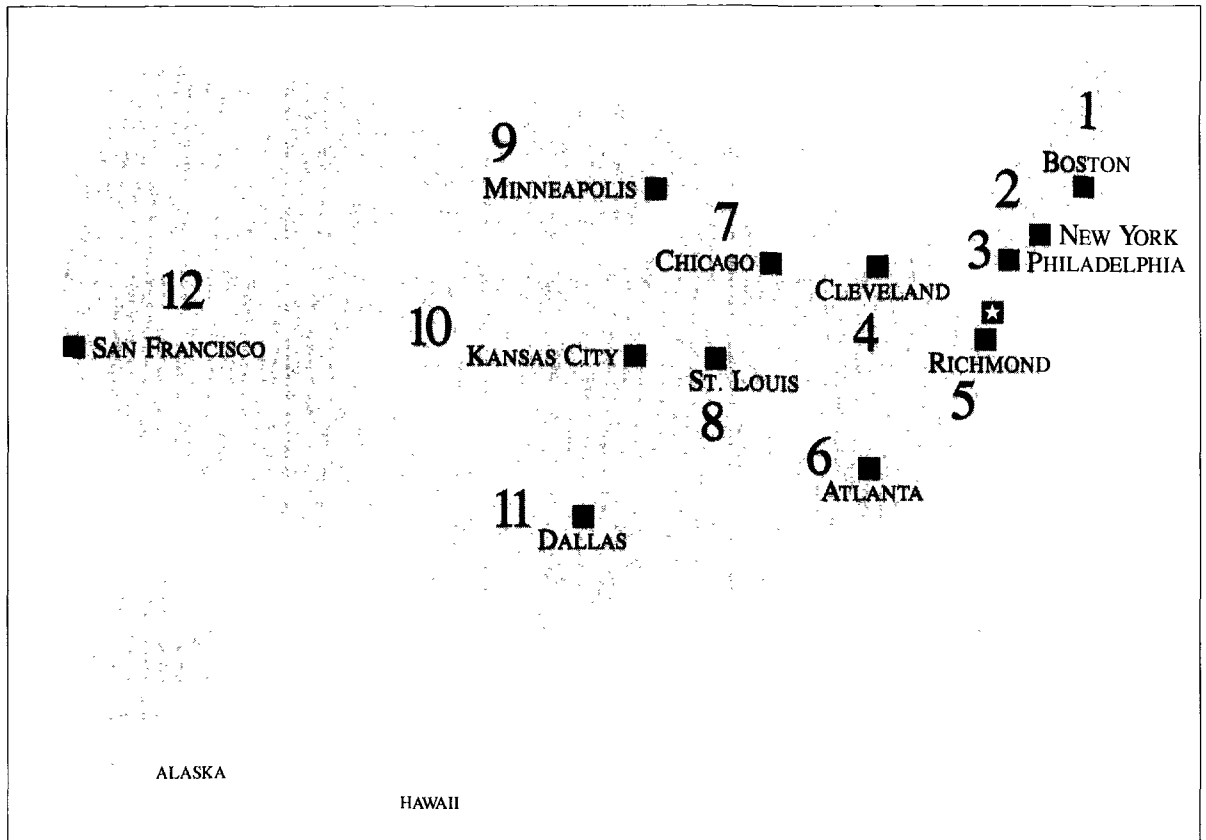 1
BOSTON
2
NEW YORK
3
PHILADELPHIA
9
MINNEAPOLIS
7
CHICAGO
CLEVELAND
4
12
SAN FRANCISCO
10
KANSAS CITY
ST. LOUIS
8
RICHMOND
5
6
ATLANTA
11
DALLAS
ALASKA
HAWAII